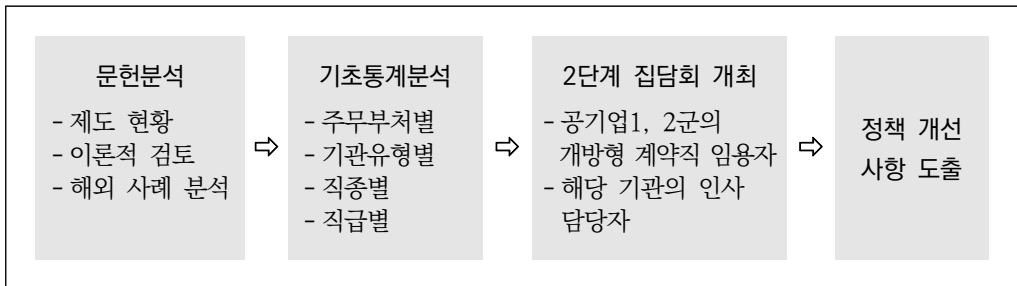 문헌분석
- 제도 현황
- 이론적 검토
- 해외 사례 분석
⇨
기초통계분석
- 주무부처별
- 기관유형별
- 직종별
- 직급별
⇨
2단계 집담회 개최
- 공기업1, 2군의
개방형 계약직 임용자
- 해당 기관의 인사
담당자
⇨
정책 개선
사항 도출